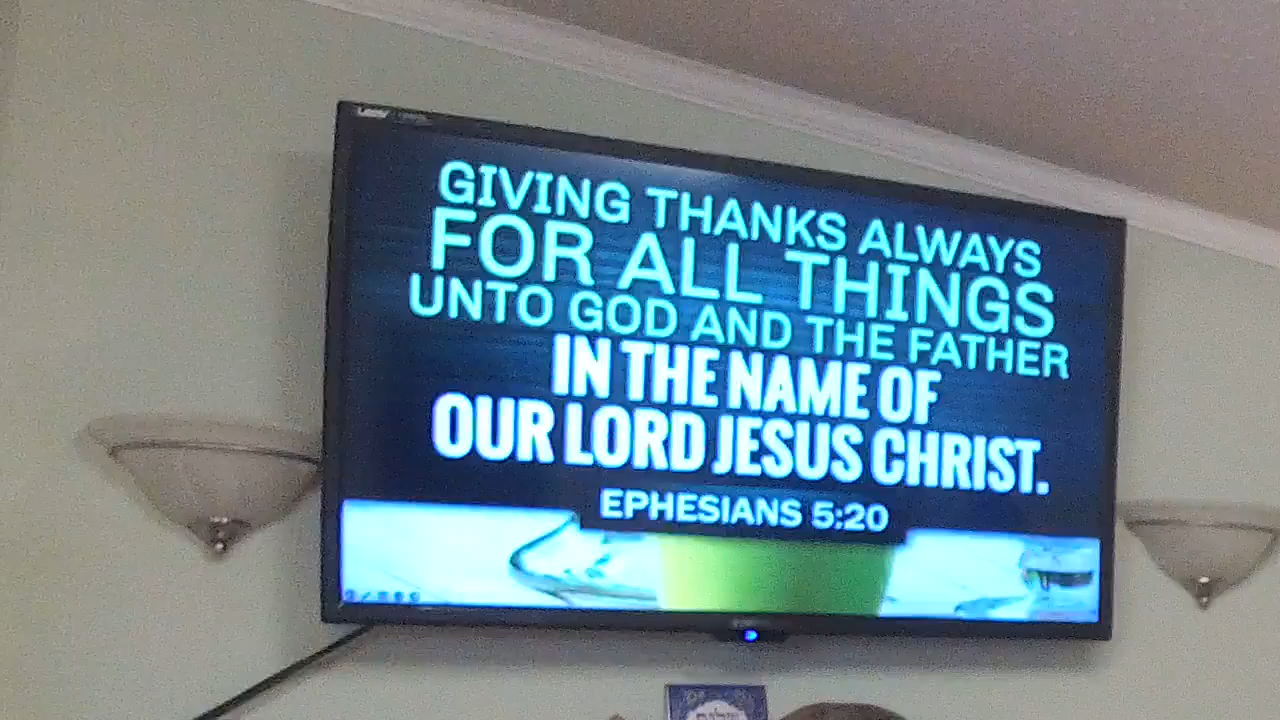 GIVING THANKS ALWAYS
FOR ALL THINGS
UNTO GOD AND THE FATHER
IN THE NAME OF
OUR LORD JESUS CHRIST.
EPHESIANS 5:20